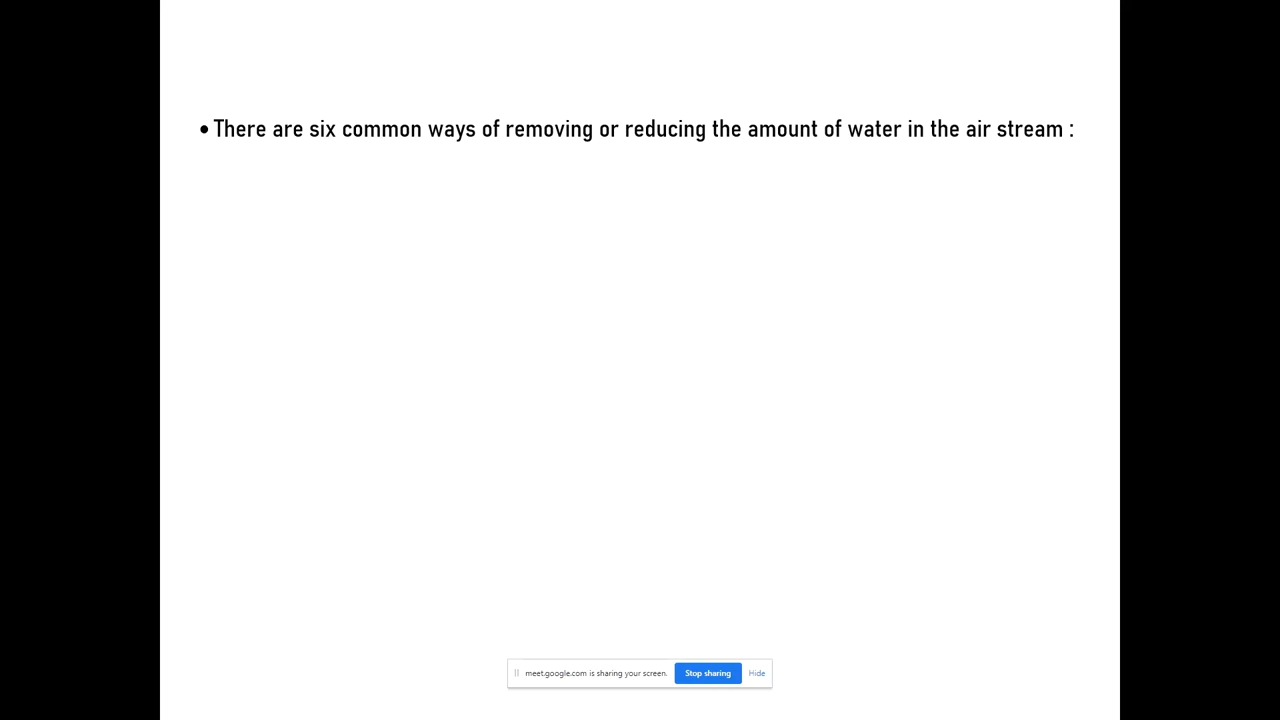 • There are six common ways of removing or reducing the amount of water in the air stream :
meet.google.com is sharing your screen. Stop sharing Hide